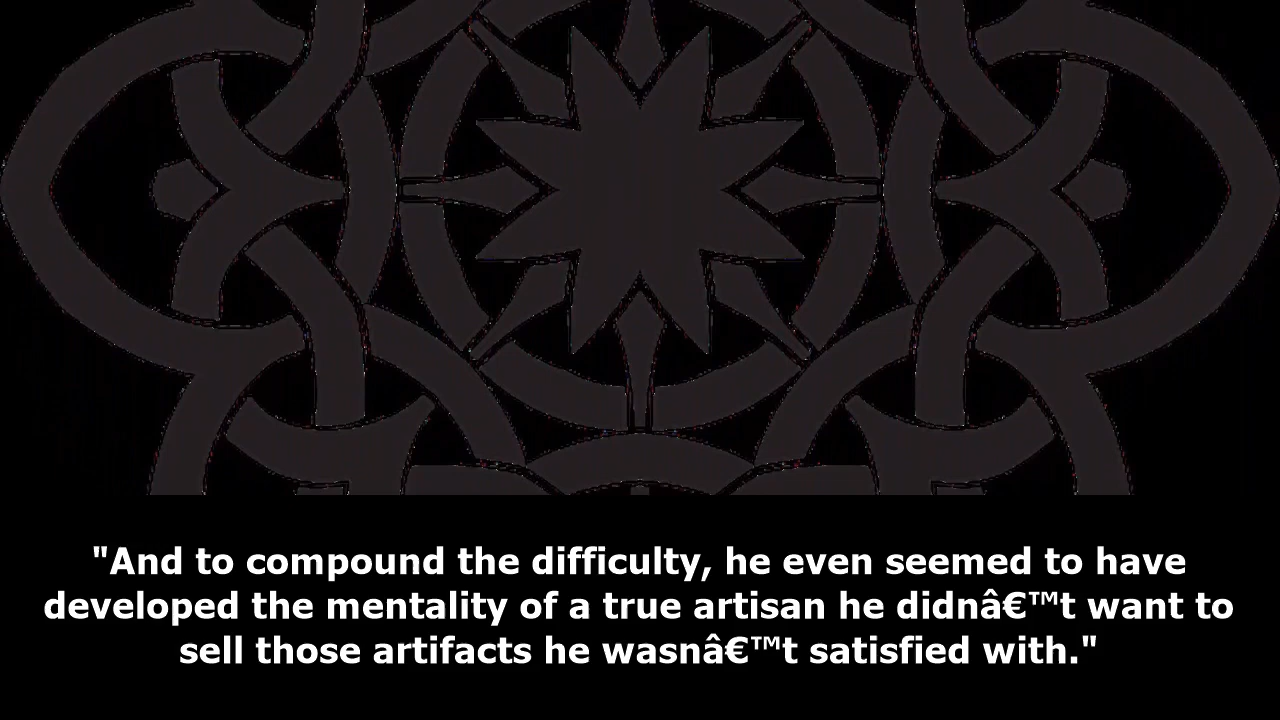 "And to compound the difficulty, he even seemed to have
developed the mentality of a true artisan he didnâ€™t want to
sell those artifacts he wasnâ€™t satisfied with."